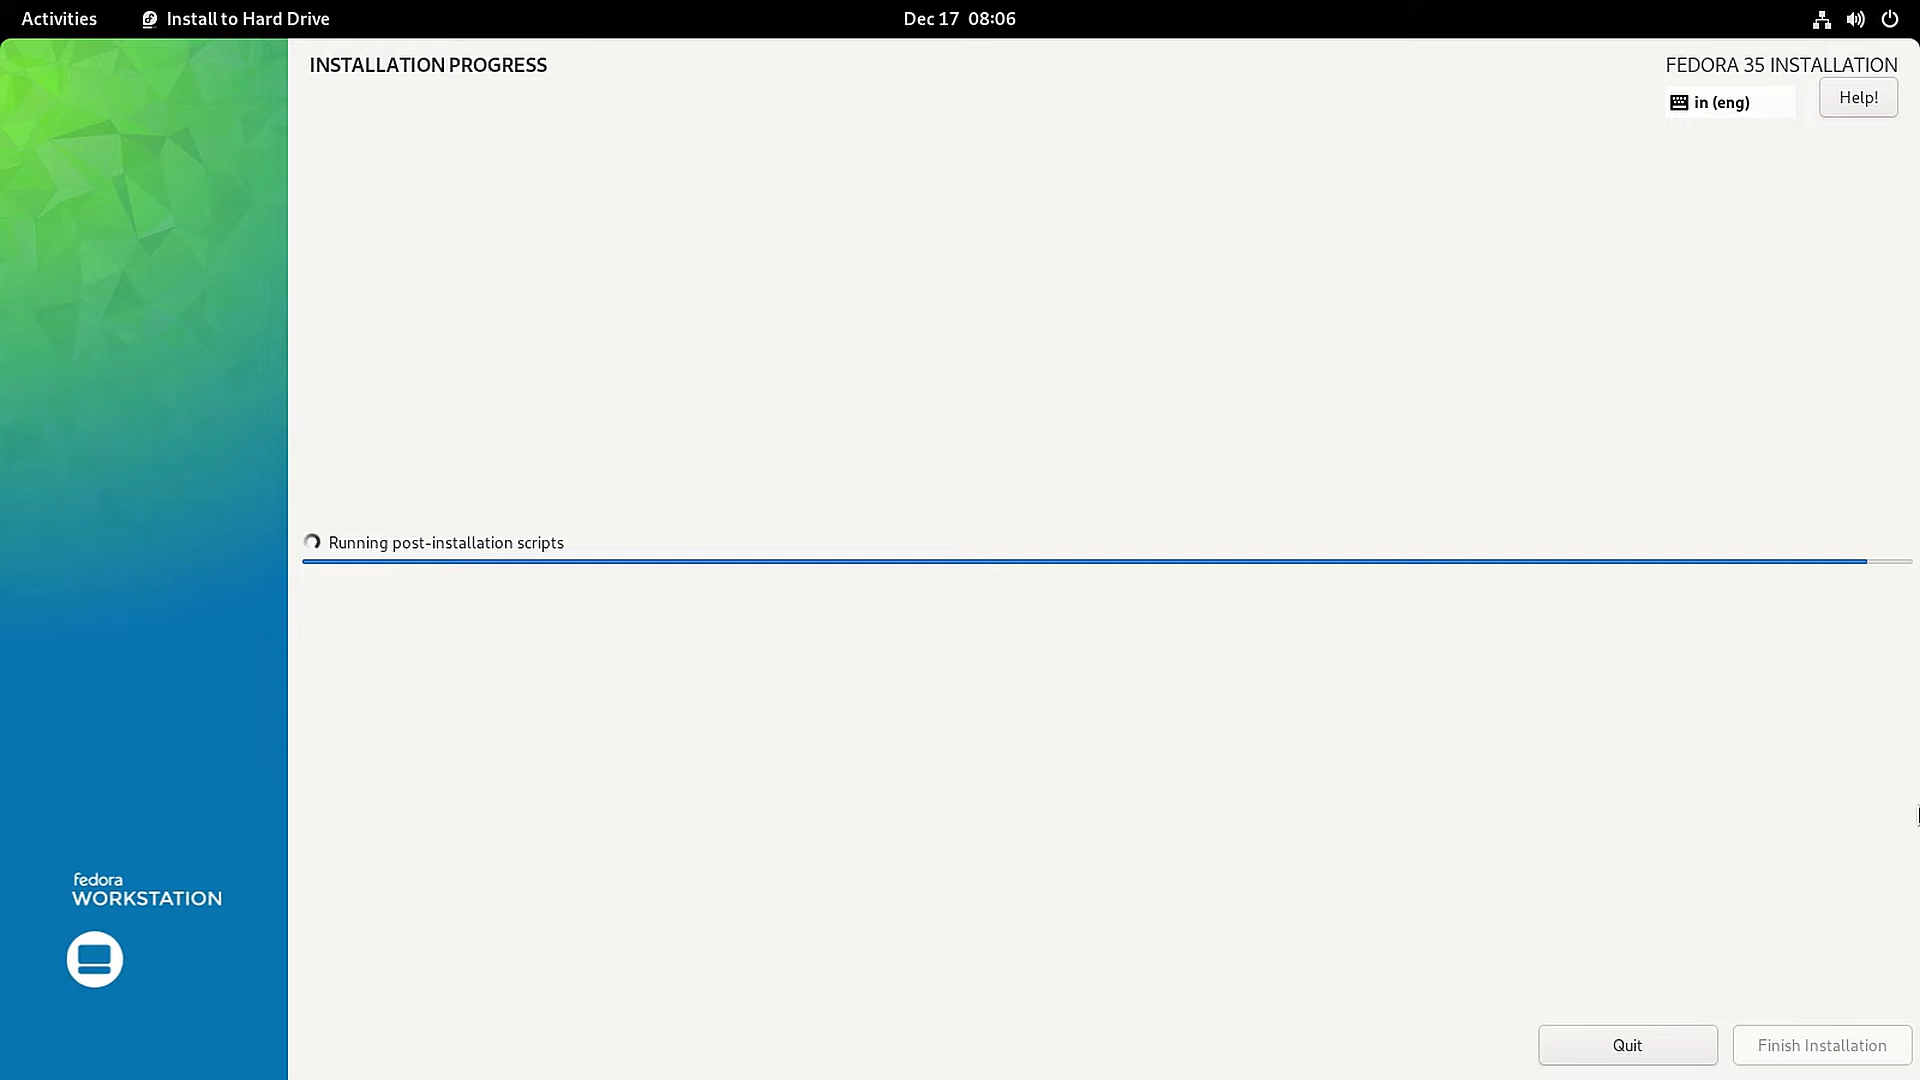 Activities Install to Hard Drive Dec 17 08:06
INSTALLATION PROGRESS FEDORA 35 INSTALLATION
in (eng) Help!
Running post-installation scripts
fedora
WORKSTATION
Quit Finish Installation